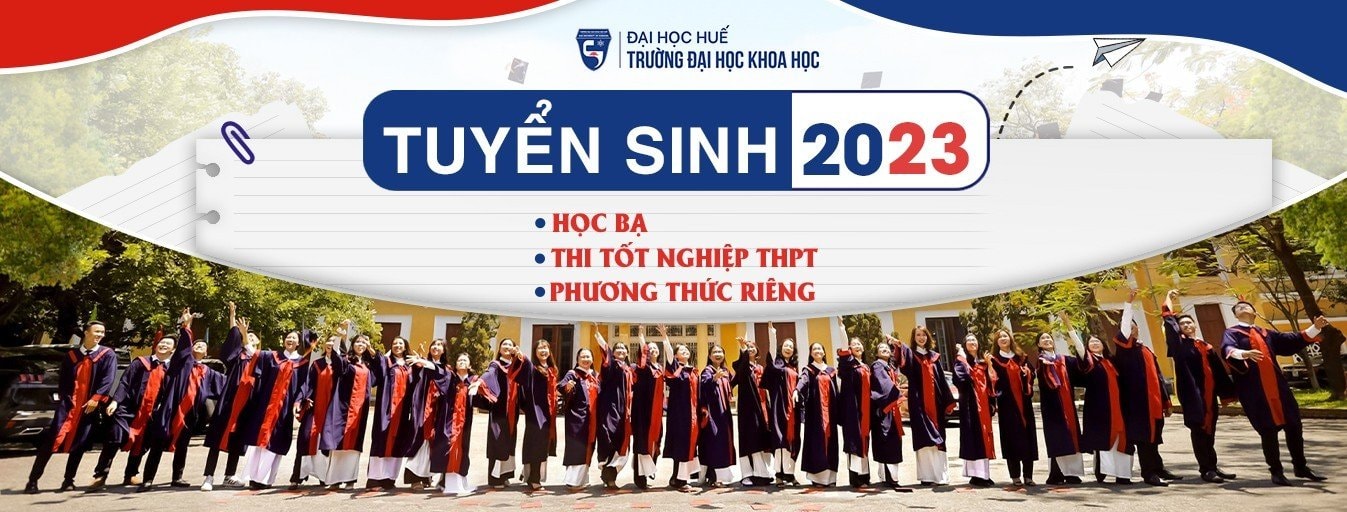 ĐẠI HỌC HUẾ
TRƯỜNG ĐẠI HỌC KHOA HỌC
TUYỂN SINH 2023
• HỌC BẠ
• THI TỐT NGHIỆP THPT
• PHƯƠNG THỨC RIÊNG